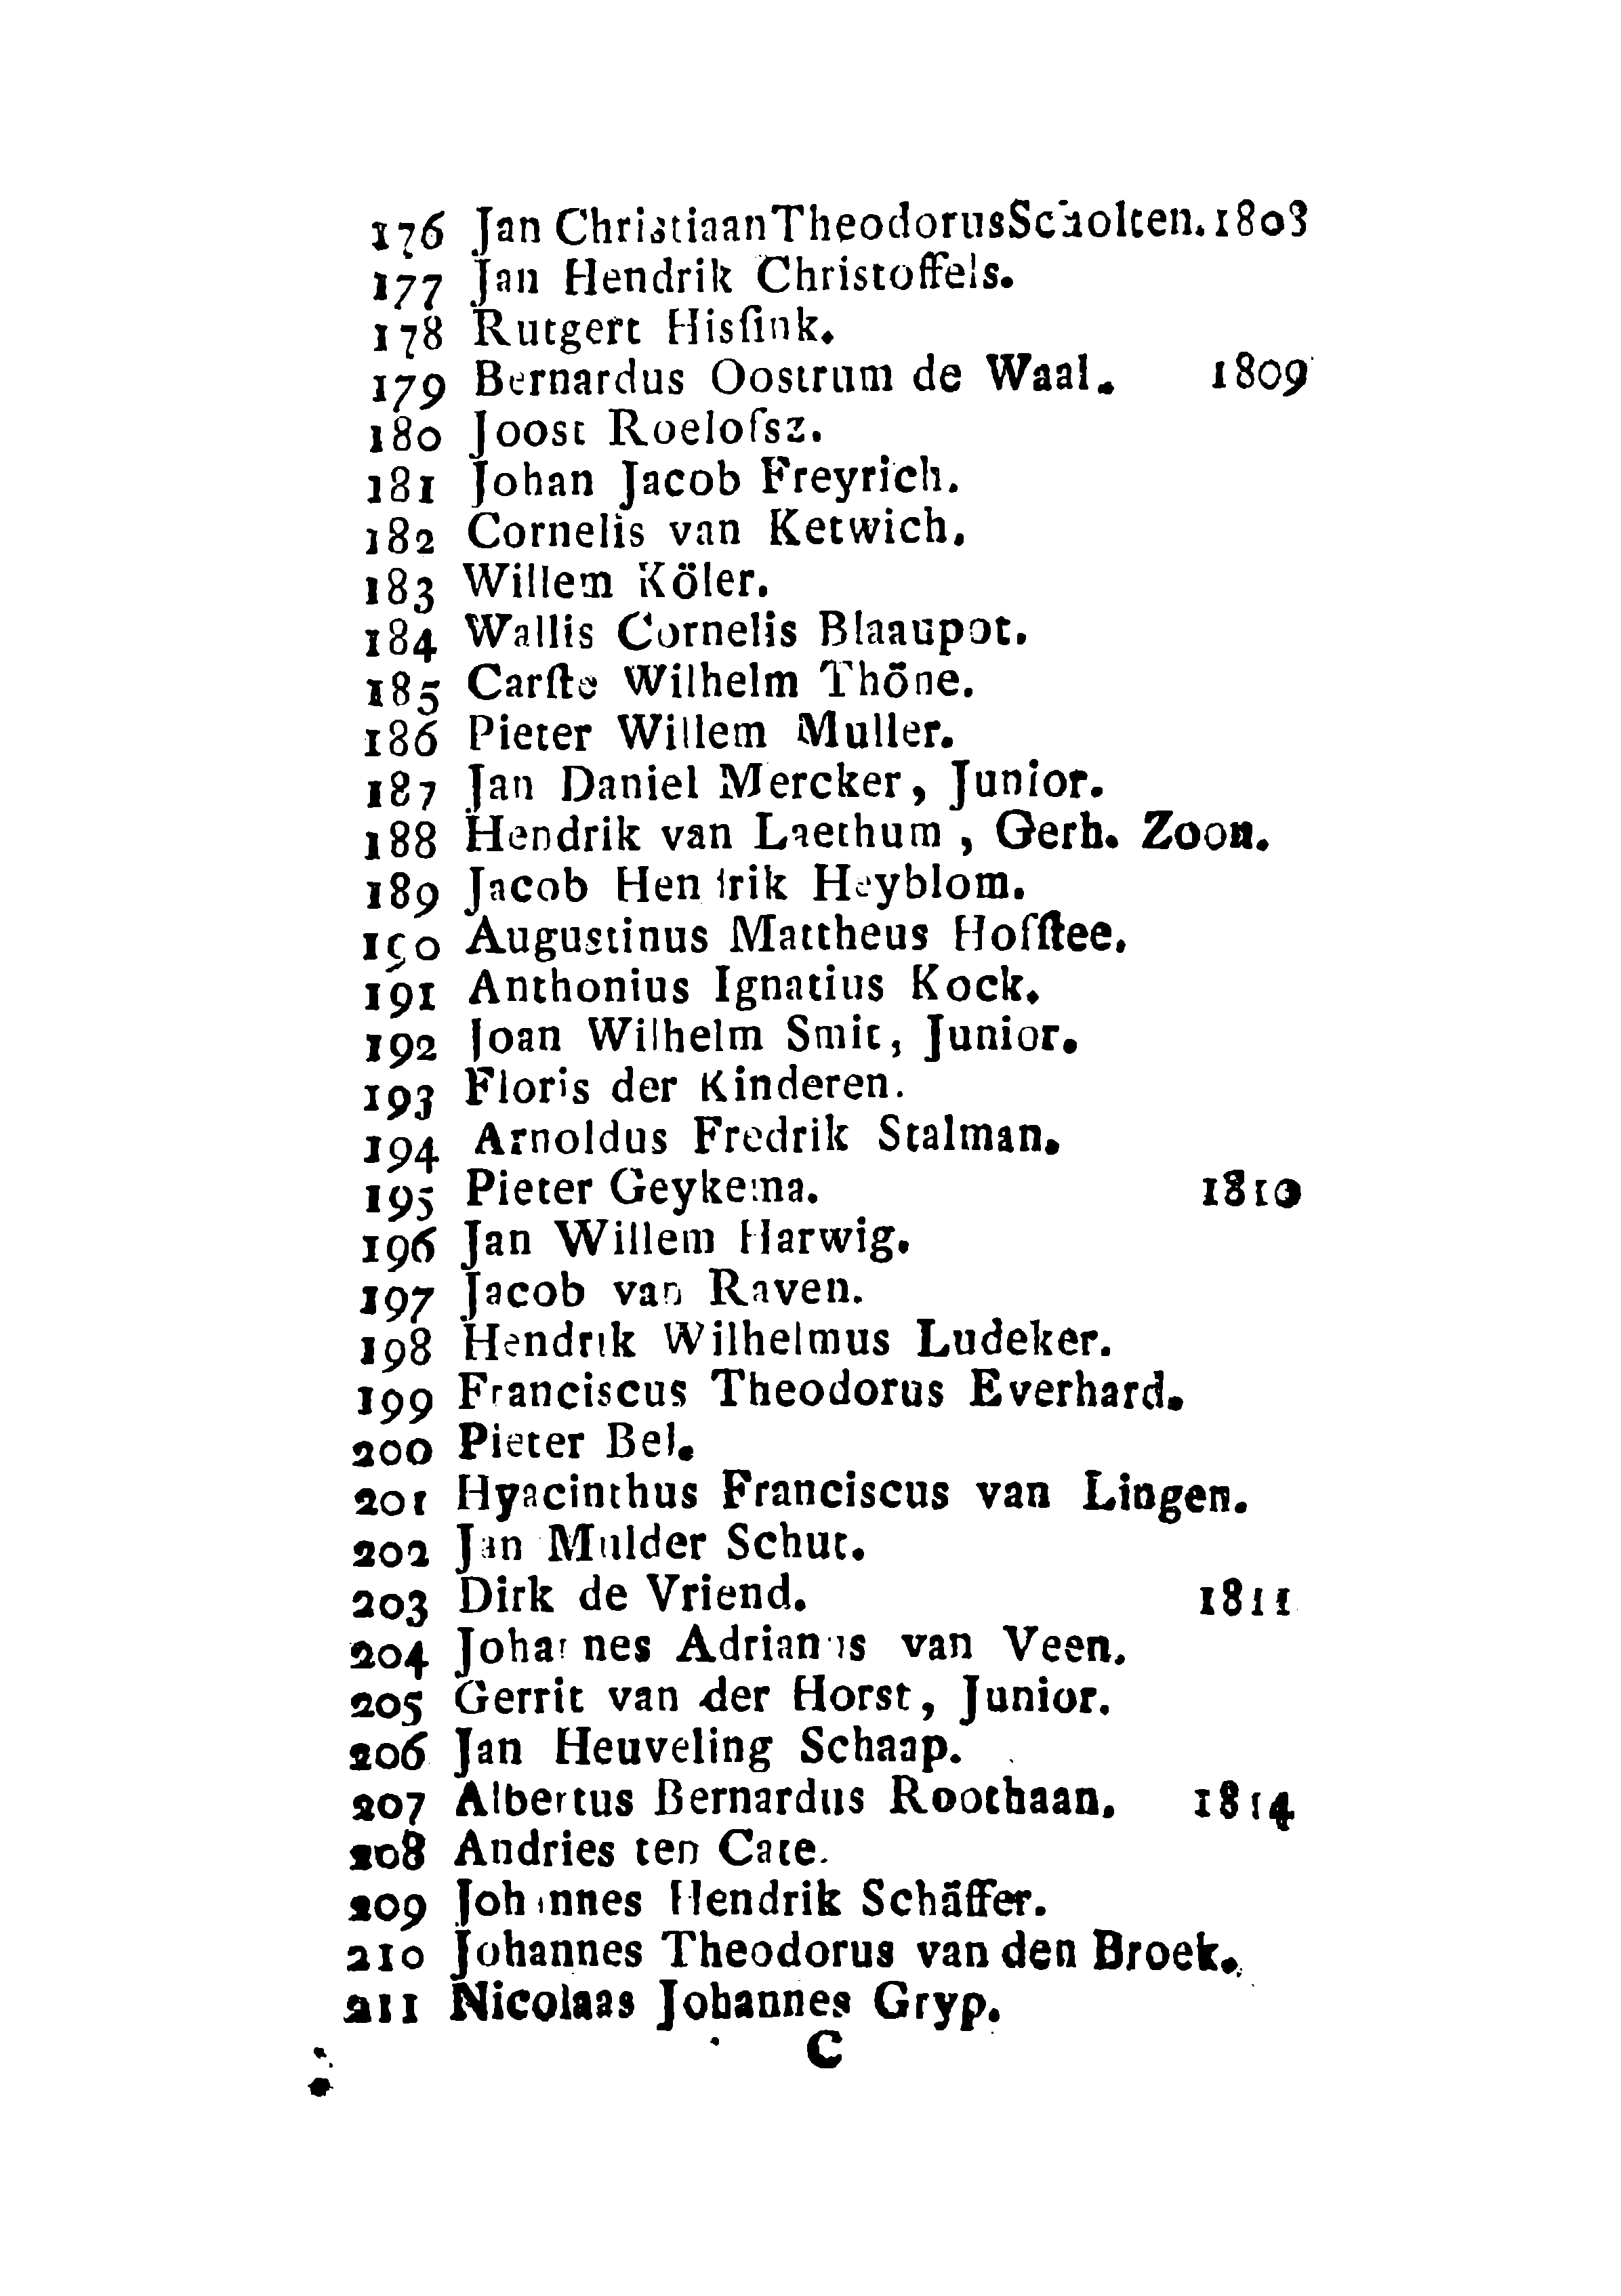 176 Jan Christiaan Theodorus Scholten. 1808
177 Jan Hendrik Christoffels.
178 Rutgert Hisſink.
179 Bernardus Oostrum de Waal. 1809
180 Joost Roelofsz.
181 Johan Jacob Freyrich.
182 Cornelis van Ketwich.
183 Willem Köler.
184 Wallis Cornelis Blaaupot.
185 Carſte Wilhelm Thöne.
186 Pieter Willem Muller.
187 Jan Daniel Mercker, Junior.
188 Hendrik van Laethum, Gerh. Zoon.
189 Jacob Hendrik Heyblom.
190 Augustinus Mattheus Hofſtee.
191 Anthonius Ignatius Kock.
192 Joan Wilhelm Smit, Junior.
193 Floris der Kinderen.
194 Arnoldus Fredrik Stalman.
195 Pieter Geykema. 1810
196 Jan Willem Harwig.
197 Jacob van Raven.
198 Hendrik Wilhelmus Ludeker.
199 Franciscus Theodorus Everhard.
200 Pieter Bel.
201 Hyacinthus Franciscus van Lingen.
202 Jan Mulder Schut.
203 Dirk de Vriend. 1811
204 Johannes Adrianus van Veen.
205 Gerrit van der Horst, Junior.
206 Jan Heuveling Schaap.
207 Albertus Bernardus Roothaan. 1814
208 Andries ten Cate.
209 Johannes Hendrik Schäffer.
210 Johannes Theodorus van den Broek.
211 Nicolaas Johannes Gryp.
C